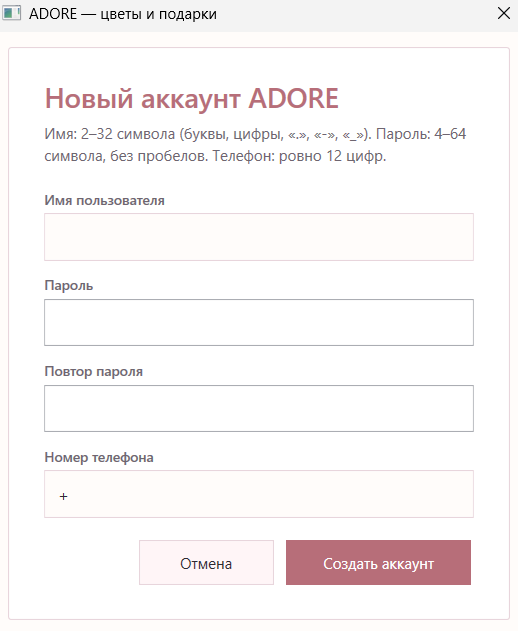 ADORE — цветы и подарки
Новый аккаунт ADORE
Имя: 2–32 символа (буквы, цифры, «.», «-», «_»). Пароль: 4–64
символа, без пробелов. Телефон: ровно 12 цифр.
Имя пользователя
Пароль
Повтор пароля
Номер телефона
+
Отмена
Создать аккаунт